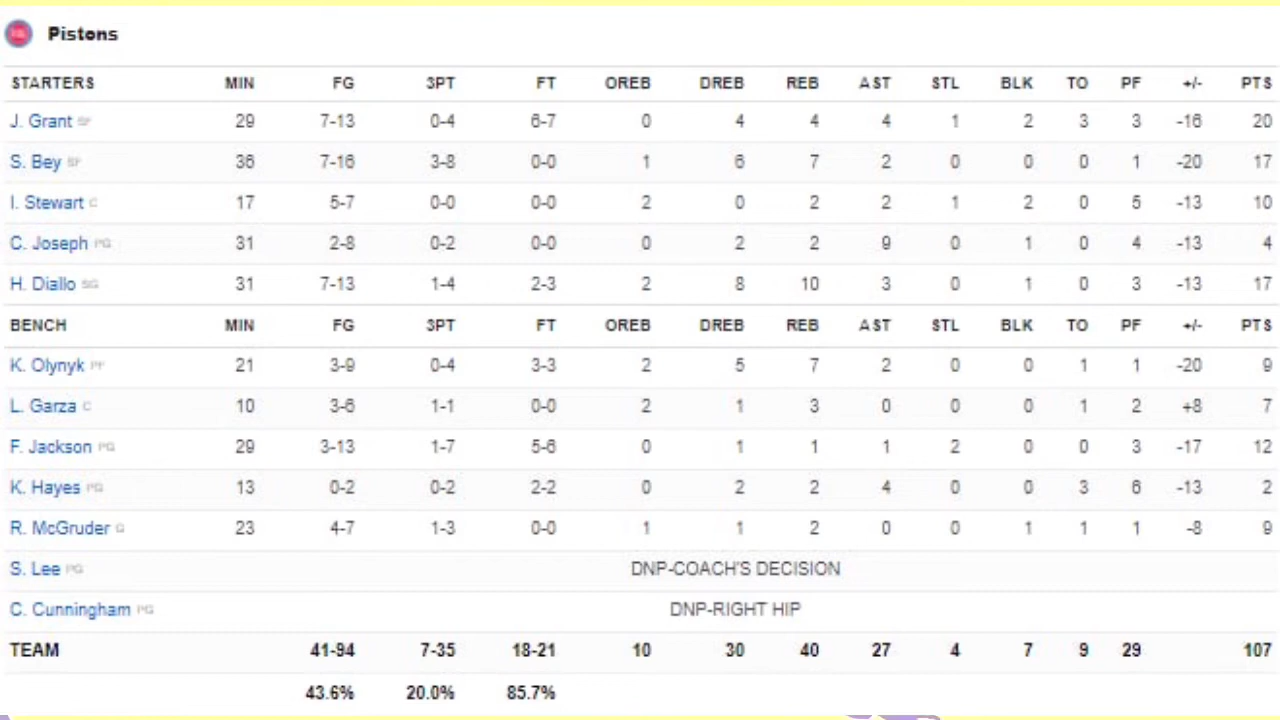 Pistons
STARTERS MIN FG 3PT FT OREB DREB REB AST STL BLK TO PF +/- PTS
J. Grant SF 29 7-13 0-4 6-7 0 4 4 4 1 2 3 3 -16 20
S. Bey SF 36 7-16 3-8 0-0 1 6 7 2 0 0 0 1 -20 17
I. Stewart C 17 5-7 0-0 0-0 2 0 2 2 1 2 0 5 -13 10
C. Joseph PG 31 2-8 0-2 0-0 0 2 2 9 0 1 0 4 -13 4
H. Diallo SG 31 7-13 1-4 2-3 2 8 10 3 0 1 0 3 -13 17
BENCH MIN FG 3PT FT OREB DREB REB AST STL BLK TO PF +/- PTS
K. Olynyk PF 21 3-9 0-4 3-3 2 5 7 2 0 0 1 1 -20 9
L. Garza C 10 3-6 1-1 0-0 2 1 3 0 0 0 1 2 +8 7
F. Jackson PG 29 3-13 1-7 5-6 0 1 1 1 2 0 0 3 -17 12
K. Hayes PG 13 0-2 0-2 2-2 0 2 2 4 0 0 3 6 -13 2
R. McGruder G 23 4-7 1-3 0-0 1 1 2 0 0 1 1 1 -8 9
S. Lee PG DNP-COACH'S DECISION
C. Cunningham PG DNP-RIGHT HIP
TEAM 41-94 7-35 18-21 10 30 40 27 4 7 9 29 107
43.6% 20.0% 85.7%